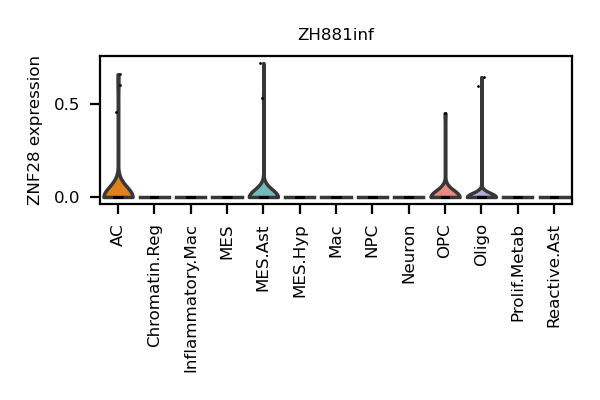 ZH881inf
ZNF28 expression
0.5
0.0
AC
Chromatin.Reg
Inflammatory.Mac
MES
MES.Ast
MES.Hyp
Mac
NPC
Neuron
OPC
Oligo
Prolif.Metab
Reactive.Ast